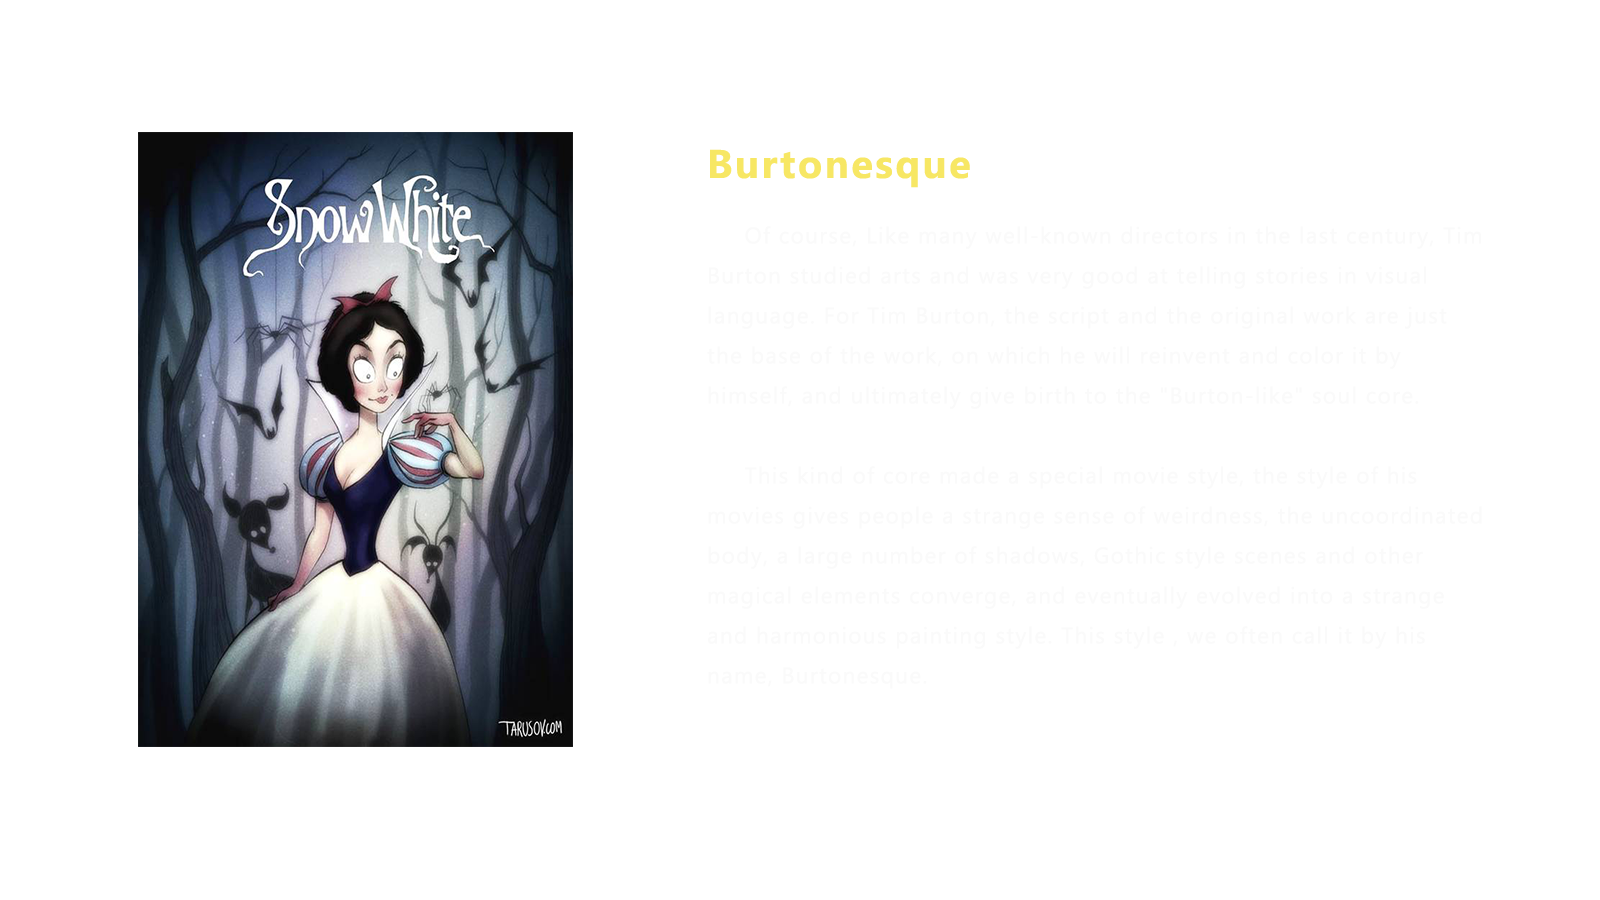 Snow White
TARUSOV.COM
Burtonesque
Of course, Like many well-known directors in the last century, Tim
Burton studied arts and was very good at telling stories in visual
language. For Tim Burton, the script and the original work are just
the base of the work, on which he will reinvent and color it by
himself, and ultimately give birth to the "Burton-like" soul core.
This kind of core made a special movie style, the style of his
movies gives people a strange sense of weirdness, the uncoordinated
body, a large number of shadows, Gothic style scenes and other
magical elements converge, and eventually evolved into a strange
and harmonious painting style. This style , we often call it by his
name, Burtonesque.